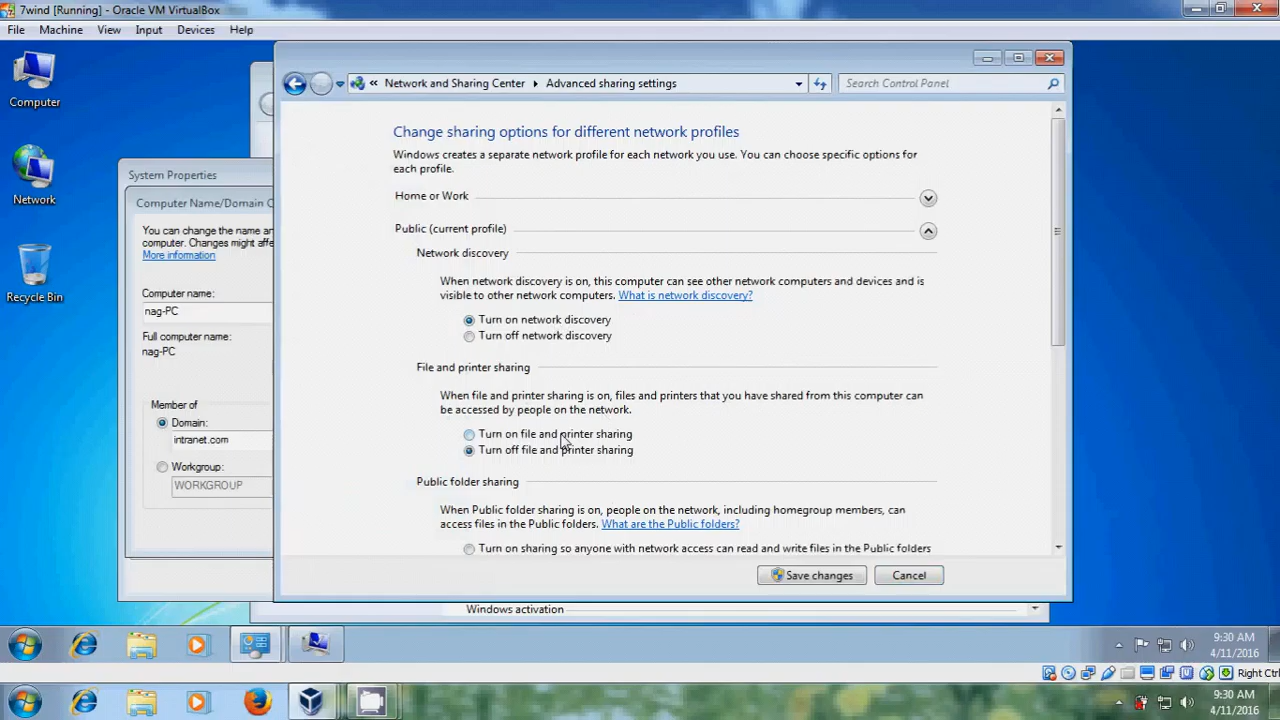 7wind [Running] - Oracle VM VirtualBox
File Machine View Input Devices Help
Computer
Network
Recycle Bin
System Properties
Computer Name/Domain C
You can change the name an
computer. Changes might affe
More information
Computer name:
nag-PC
Full computer name:
nag-PC
Member of
Domain:
intranet.com
Workgroup:
WORKGROUP
« Network and Sharing Center Advanced sharing settings
Search Control Panel
Change sharing options for different network profiles
Windows creates a separate network profile for each network you use. You can choose specific options for
each profile.
Home or Work
Public (current profile)
Network discovery
When network discovery is on, this computer can see other network computers and devices and is
visible to other network computers. What is network discovery?
Turn on network discovery
Turn off network discovery
File and printer sharing
When file and printer sharing is on, files and printers that you have shared from this computer can
be accessed by people on the network.
Turn on file and printer sharing
Turn off file and printer sharing
Public folder sharing
When Public folder sharing is on, people on the network, including homegroup members, can
access files in the Public folders. What are the Public folders?
Turn on sharing so anyone with network access can read and write files in the Public folders
Save changes
Cancel
Windows activation
9:30 AM
4/11/2016
Right Ctrl
9:30 AM
4/11/2016